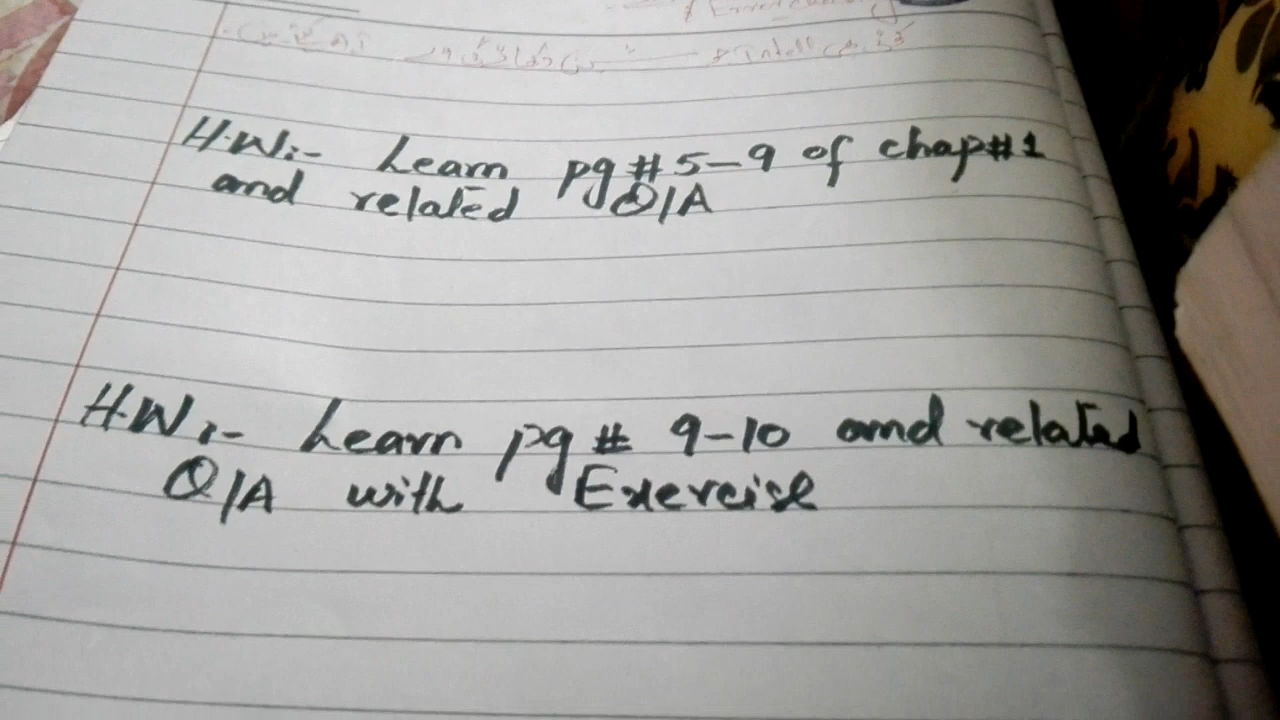 H.W:- Learn pg # 5-9 of chap # 1
and related Q/A
H.W:- Learn pg # 9-10 and related
Q/A with Exercise